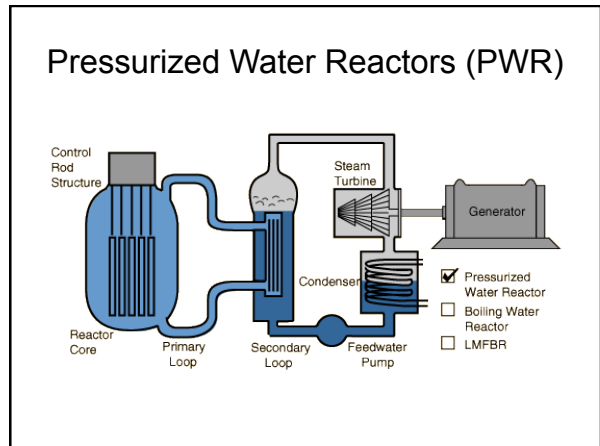 Pressurized Water Reactors (PWR)
Control
Rod
Structure
Steam
Turbine
Generator
Condenser
Pressurized
Water Reactor
Boiling Water
Reactor
LMFBR
Reactor
Core
Primary
Loop
Secondary
Loop
Feedwater
Pump